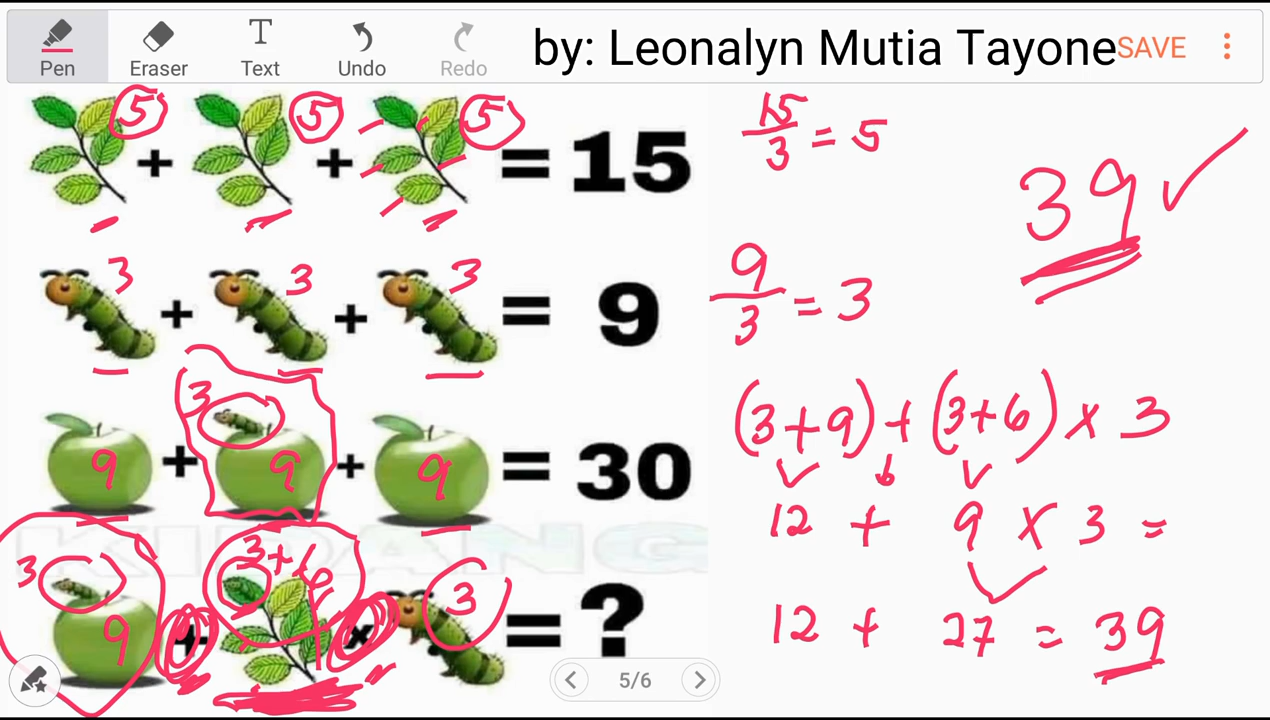 by: Leonalyn Mutia Tayone
SAVE
Pen Eraser Text Undo Redo
5 + 5 + 5 = 15
15/3 = 5
39 ✓
3 + 3 + 3 = 9
9/3 = 3
9 + 3 9 + 9 = 30
(3+9) + (3+6) × 3
12 + 9 × 3 =
KIDANG
3 9 + 3+6 × 3 = ?
12 + 27 = 39
5/6